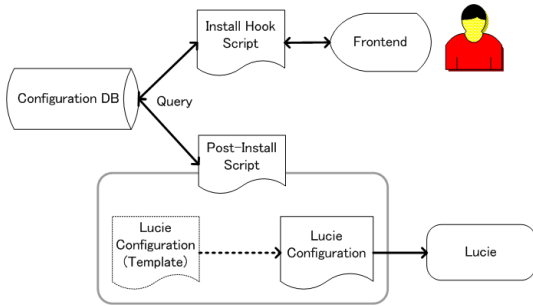 Install Hook
Script
Frontend
Configuration DB
Query
Post-Install
Script
Lucie
Configuration
(Template)
Lucie
Configuration
Lucie